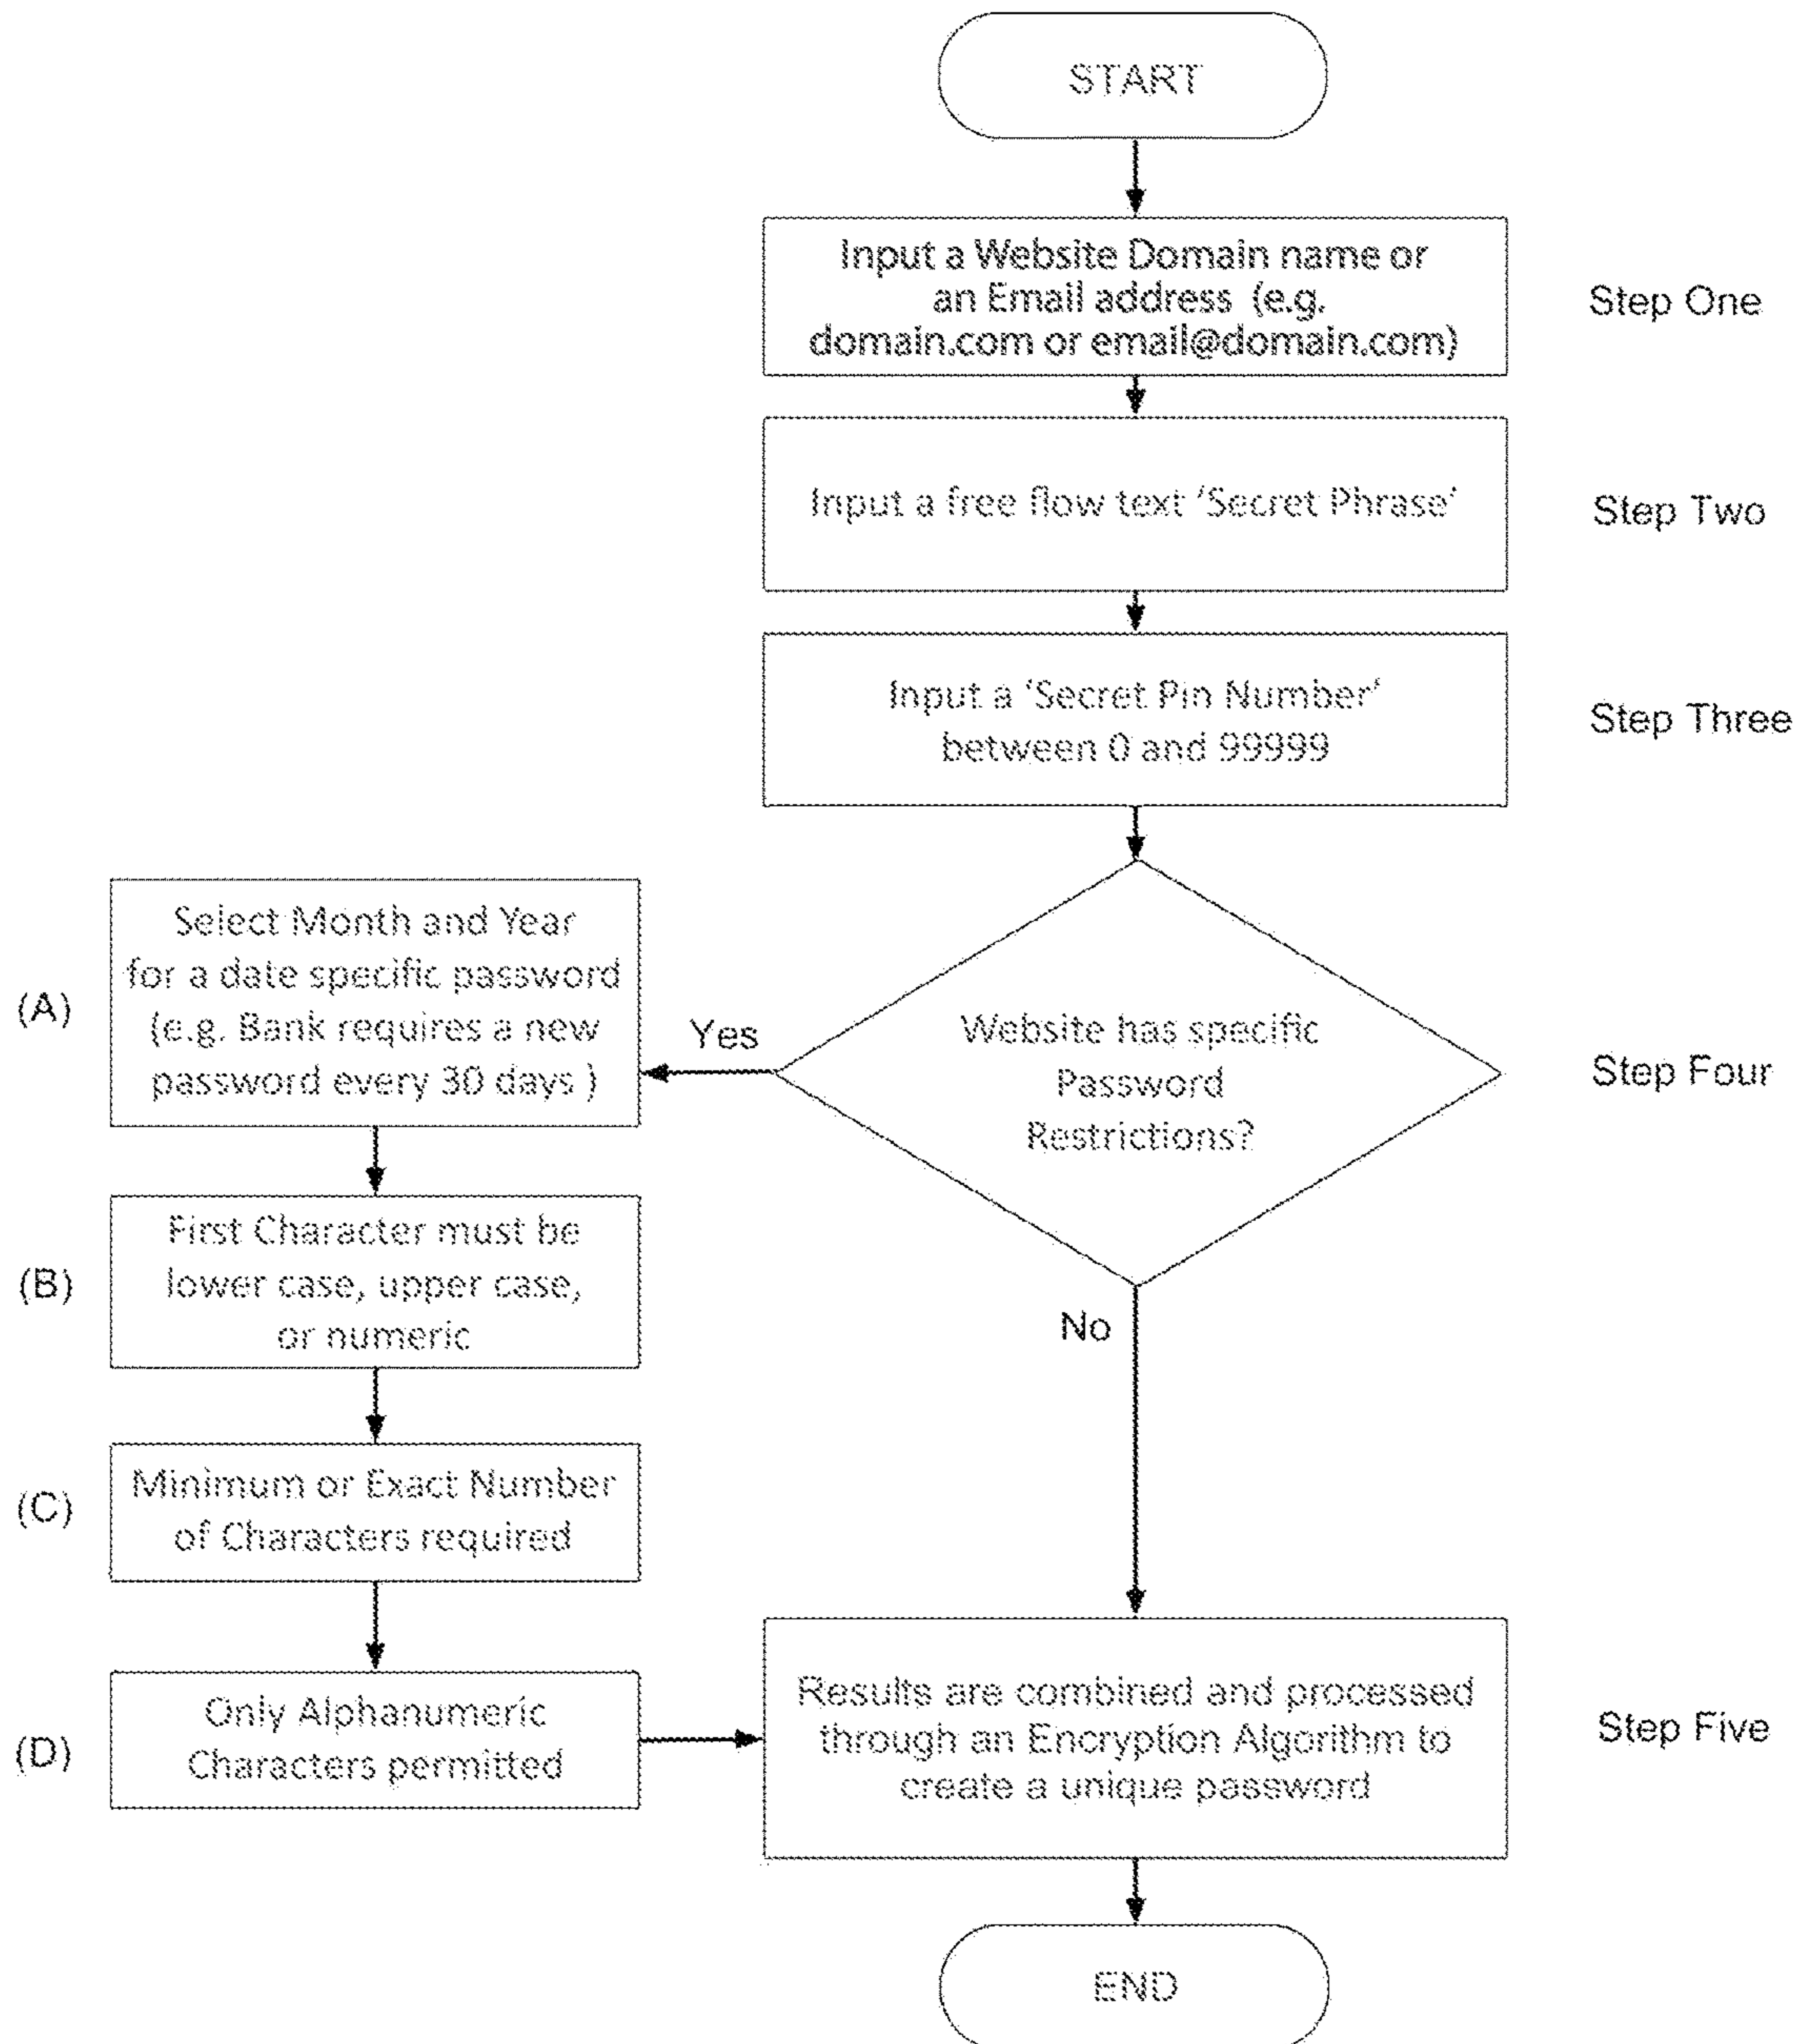 START
Input a Website Domain name or
an Email address (e.g.
domain.com or email@domain.com)
Step One
Input a free flow text ‘Secret Phrase‘
Step Two
Input a ‘Secret Pin Number‘
between 0 and 99999
Step Three
Website has specific
Password
Restrictions?
Step Four
Yes
(A)
Select Month and Year
for a date specific password
(e.g. Bank requires a new
password every 30 days )
(B)
First Character must be
lower case, upper case,
or numeric
No
(C)
Minimum or Exact Number
of Characters required
(D)
Only Alphanumeric
Characters permitted
Results are combined and processed
through an Encryption Algorithm to
create a unique password
Step Five
END